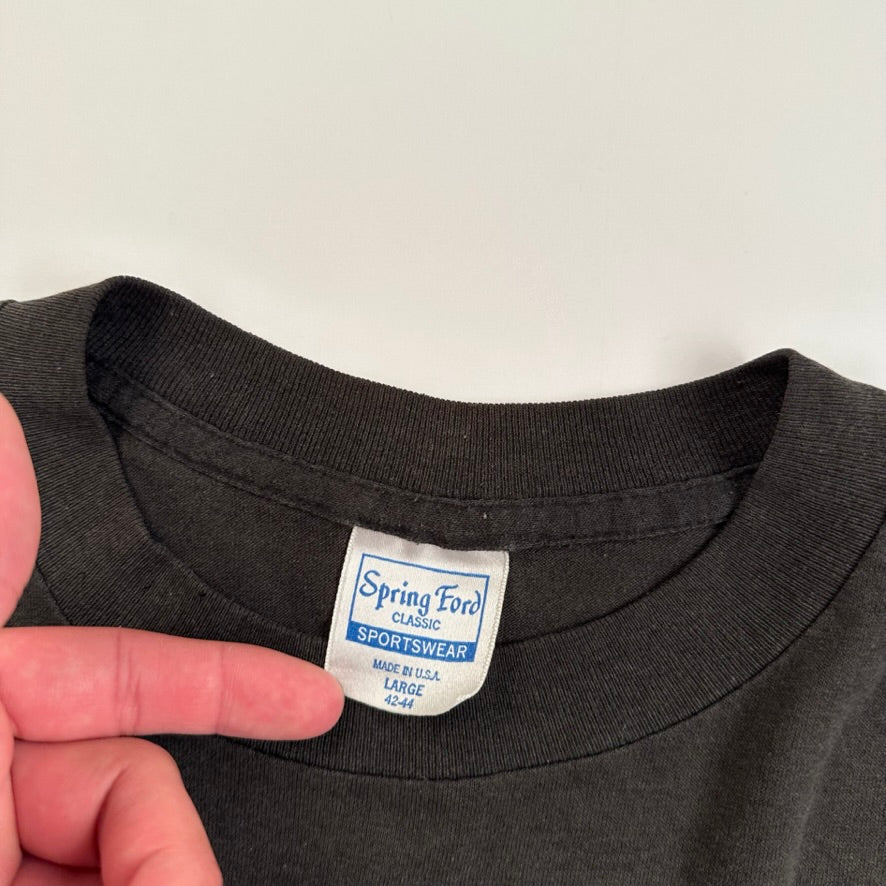 Spring Ford
CLASSIC
SPORTSWEAR
MADE IN U.S.A.
LARGE
42-44